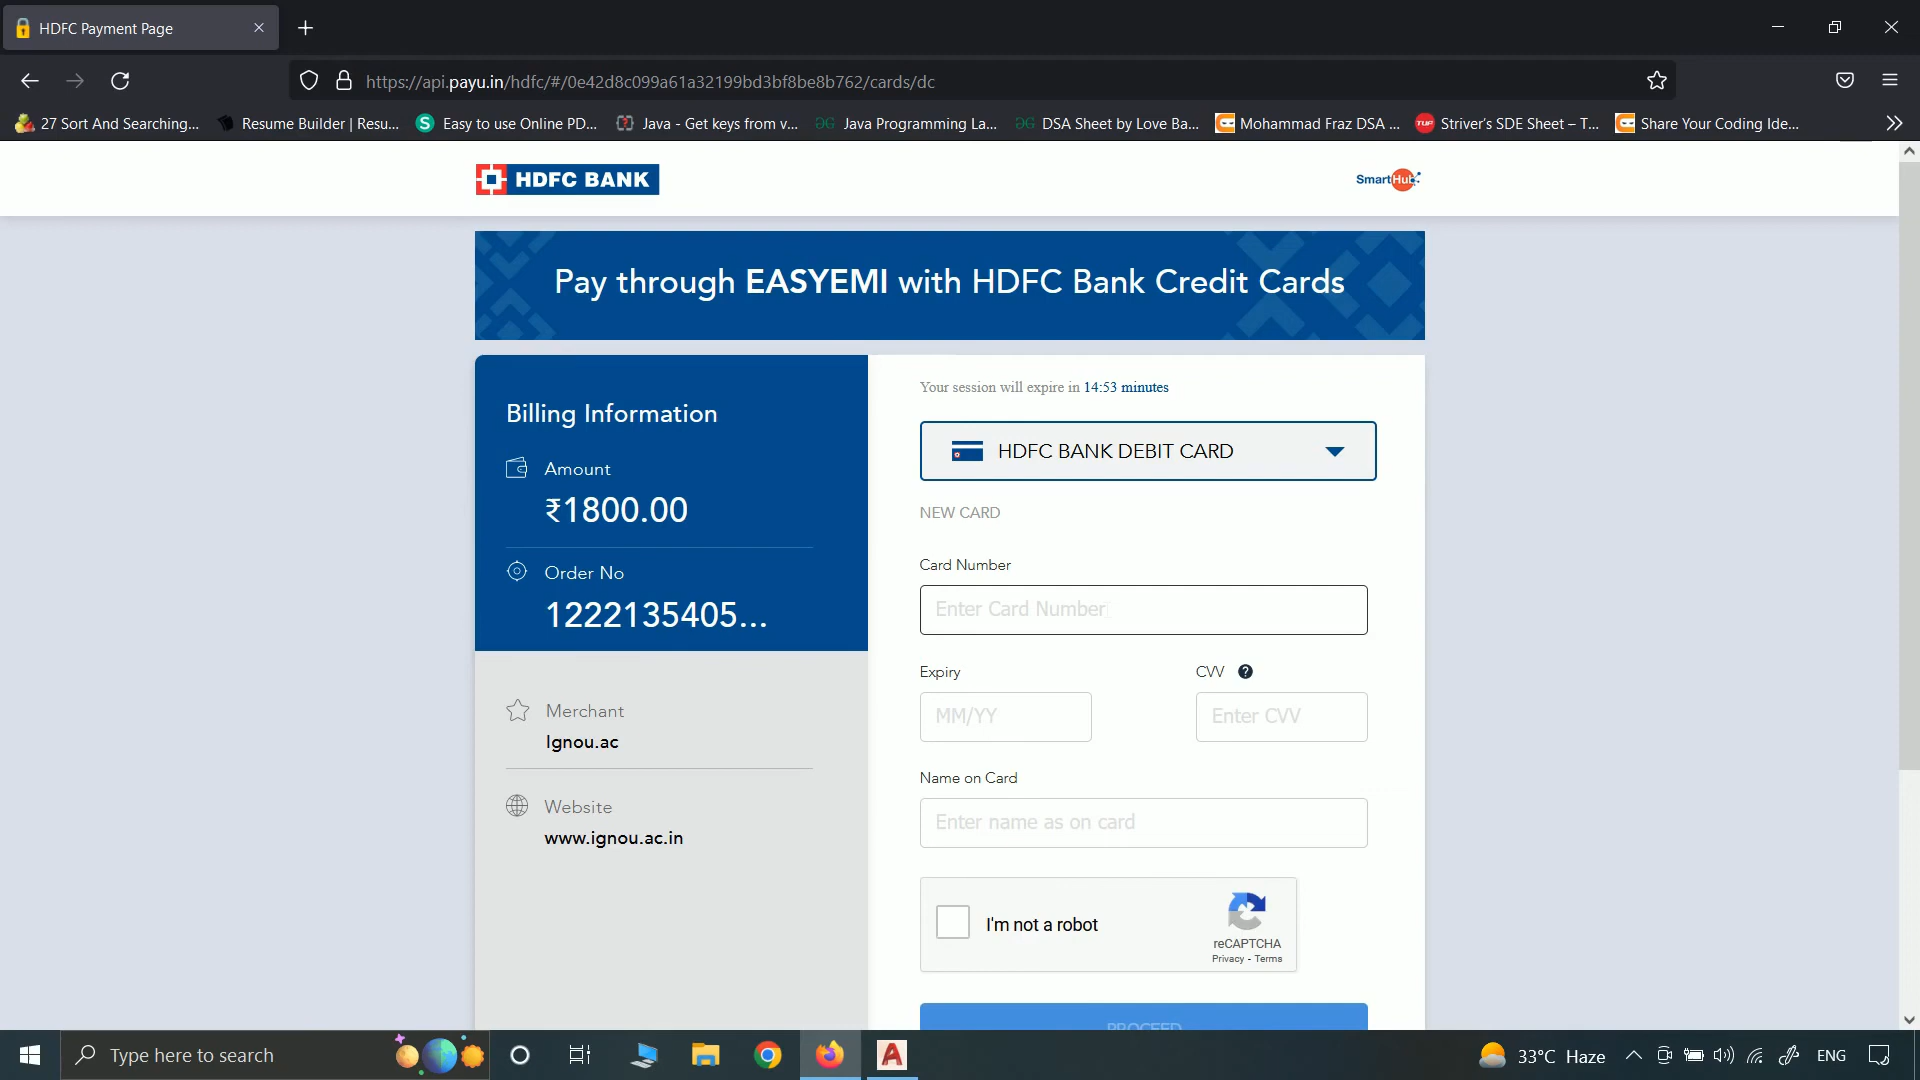 HDFC Payment Page
https://api.payu.in/hdfc/#/0e42d8c099a61a32199bd3bf8be8b762/cards/dc
27 Sort And Searching... Resume Builder | Resu... Easy to use Online PD... Java - Get keys from v... Java Programming La... DSA Sheet by Love Ba... Mohammad Fraz DSA ... Striver's SDE Sheet – T... Share Your Coding Ide...
HDFC BANK
SmartHub
Pay through EASYEMI with HDFC Bank Credit Cards
Billing Information
Amount
₹1800.00
Order No
1222135405...
Merchant
Ignou.ac
Website
www.ignou.ac.in
Your session will expire in 14:53 minutes
HDFC BANK DEBIT CARD
NEW CARD
Card Number
Enter Card Number
Expiry
CVV ?
MM/YY
Enter CVV
Name on Card
Enter name as on card
I'm not a robot
reCAPTCHA
Privacy - Terms
PROCEED
Type here to search
33°C Haze
ENG